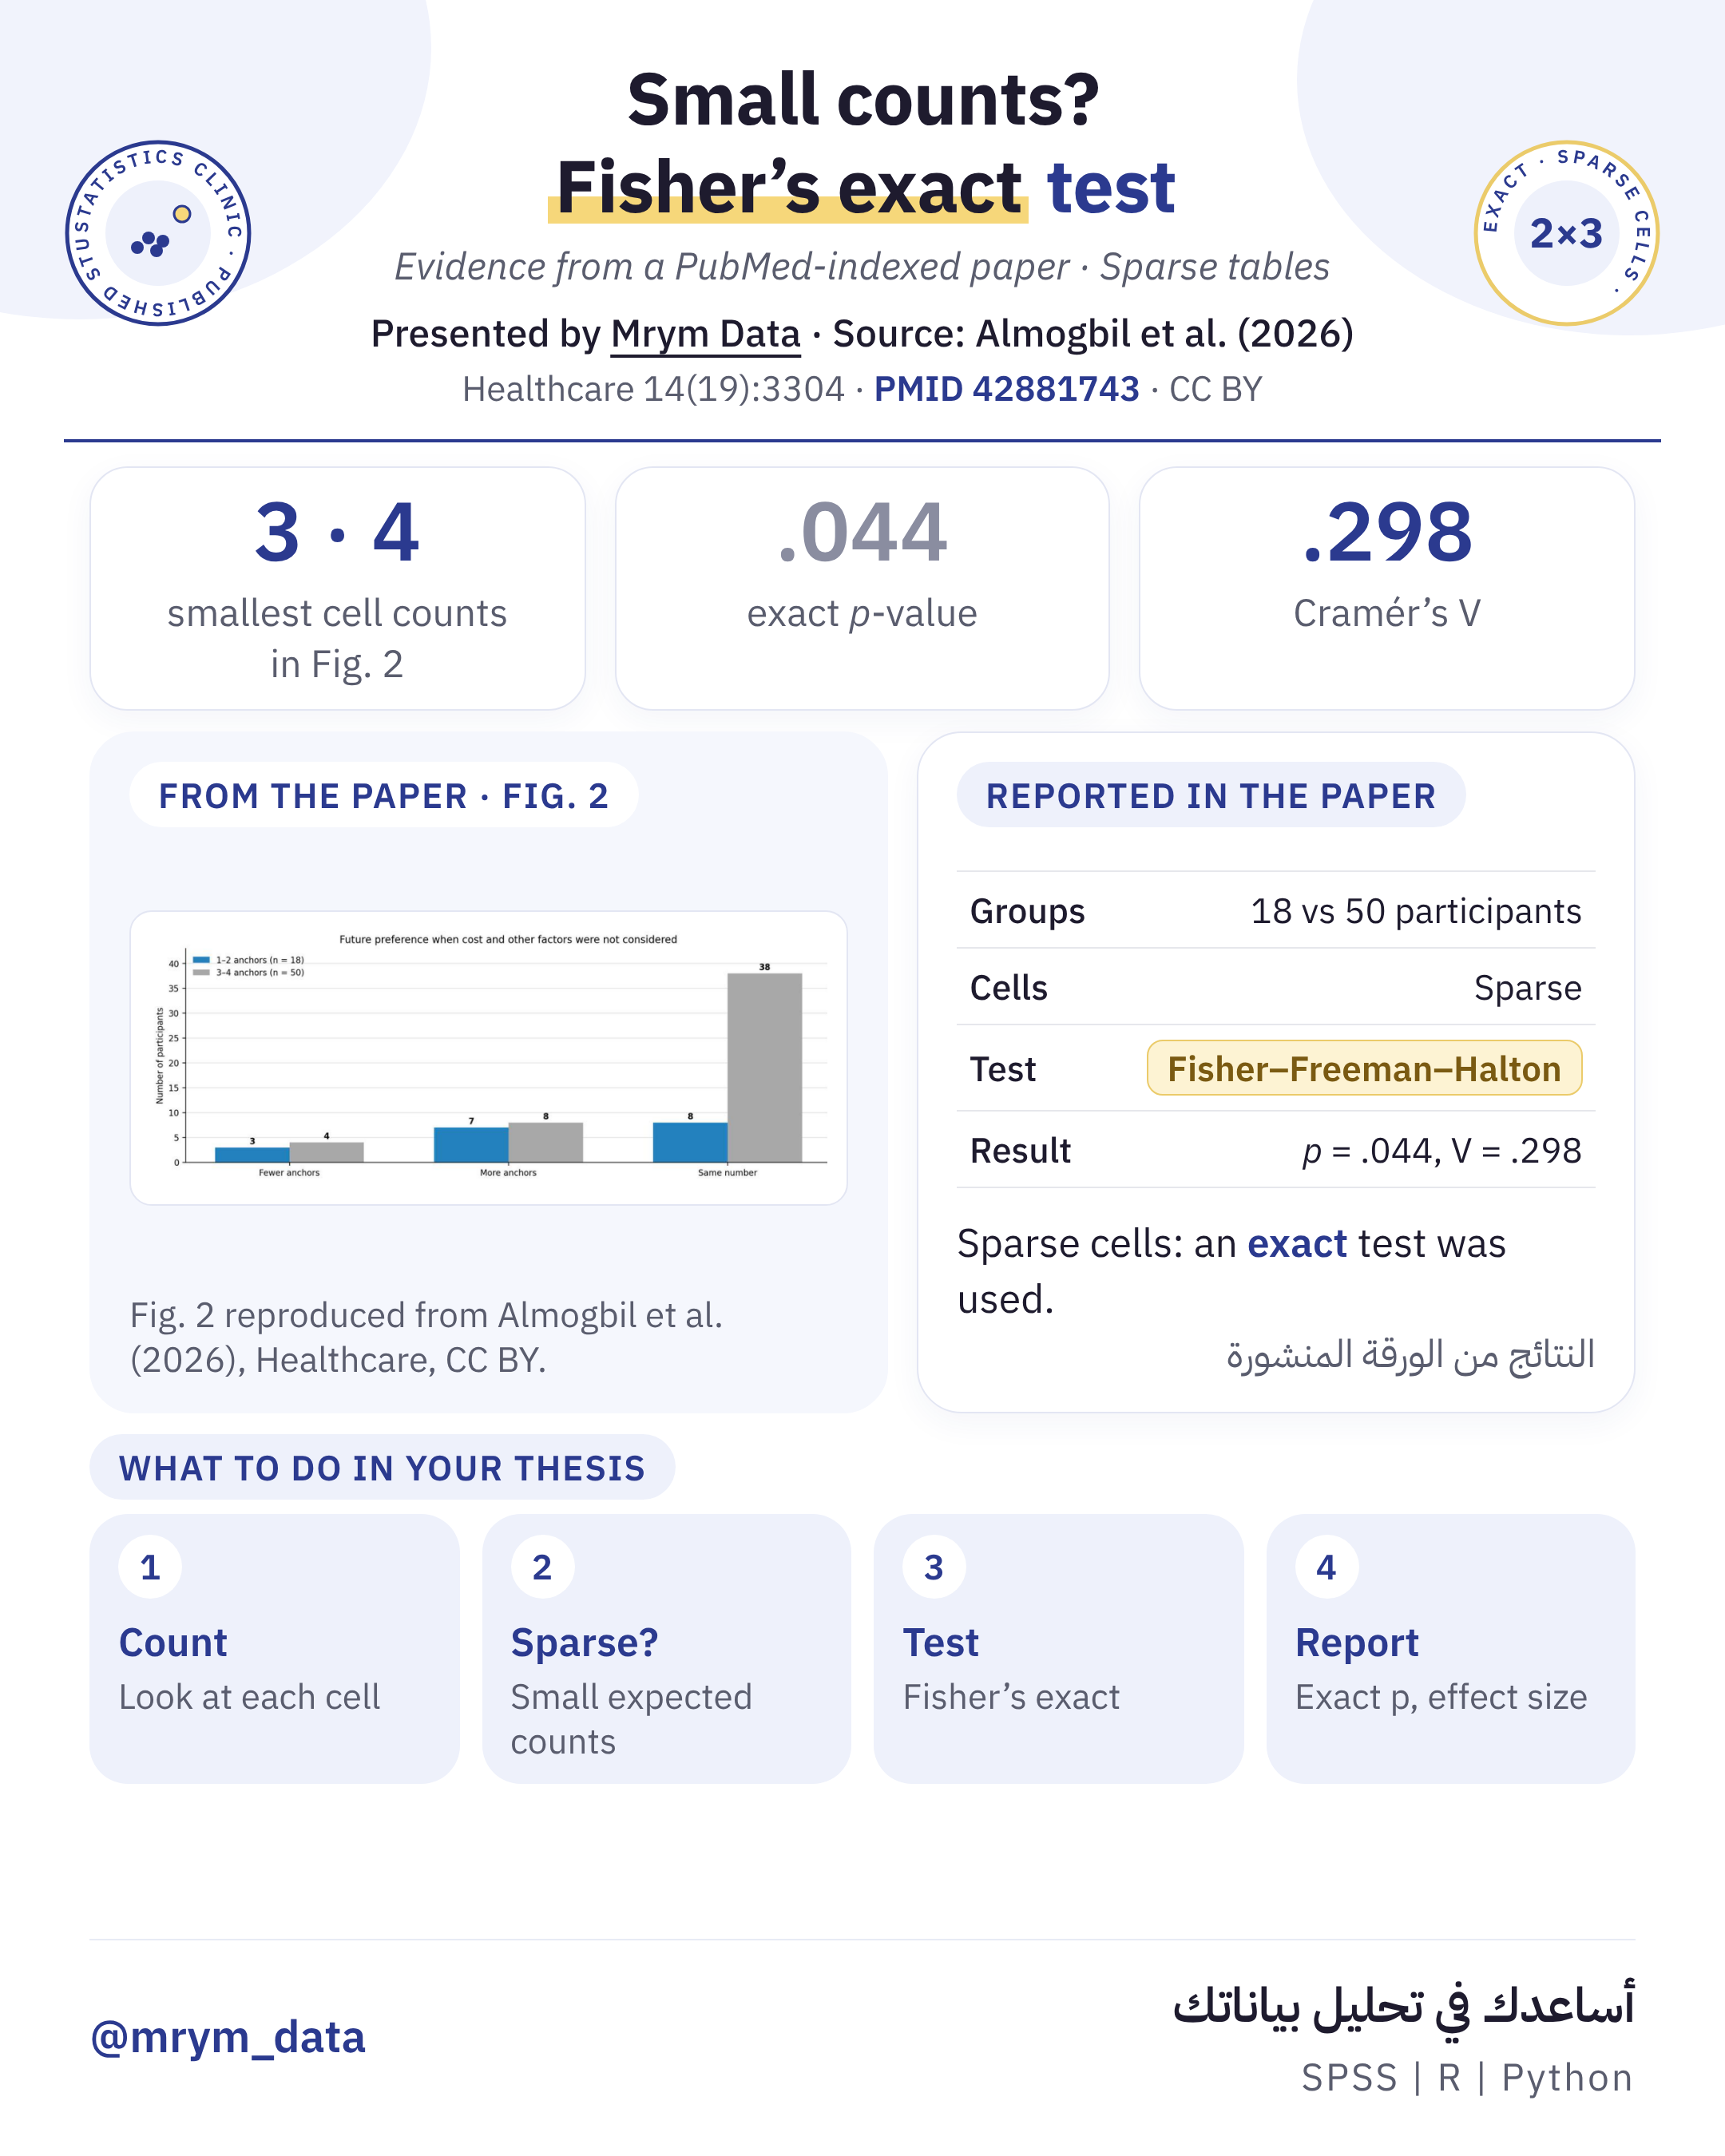 Small counts?
Fisher’s exact test
Evidence from a PubMed-indexed paper · Sparse tables
Presented by Mrym Data · Source: Almogbil et al. (2026)
Healthcare 14(19):3304 · PMID 42881743 · CC BY
STATISTICS CLINIC · PUBLISHED STU
EXACT · SPARSE CELLS ·
2×3
3 · 4
smallest cell counts
in Fig. 2
.044
exact p-value
.298
Cramér’s V
FROM THE PAPER · FIG. 2
Future preference when cost and other factors were not considered
1–2 anchors (n = 18)
3–4 anchors (n = 50)
Number of participants
40
35
30
25
20
15
10
5
0
3
4
7
8
8
38
Fewer anchors
More anchors
Same number
Fig. 2 reproduced from Almogbil et al.
(2026), Healthcare, CC BY.
REPORTED IN THE PAPER
Groups 18 vs 50 participants
Cells Sparse
Test Fisher–Freeman–Halton
Result p = .044, V = .298
Sparse cells: an exact test was
used.
النتائج من الورقة المنشورة
WHAT TO DO IN YOUR THESIS
1
Count
Look at each cell
2
Sparse?
Small expected
counts
3
Test
Fisher’s exact
4
Report
Exact p, effect size
@mrym_data
أساعدك في تحليل بياناتك
SPSS | R | Python